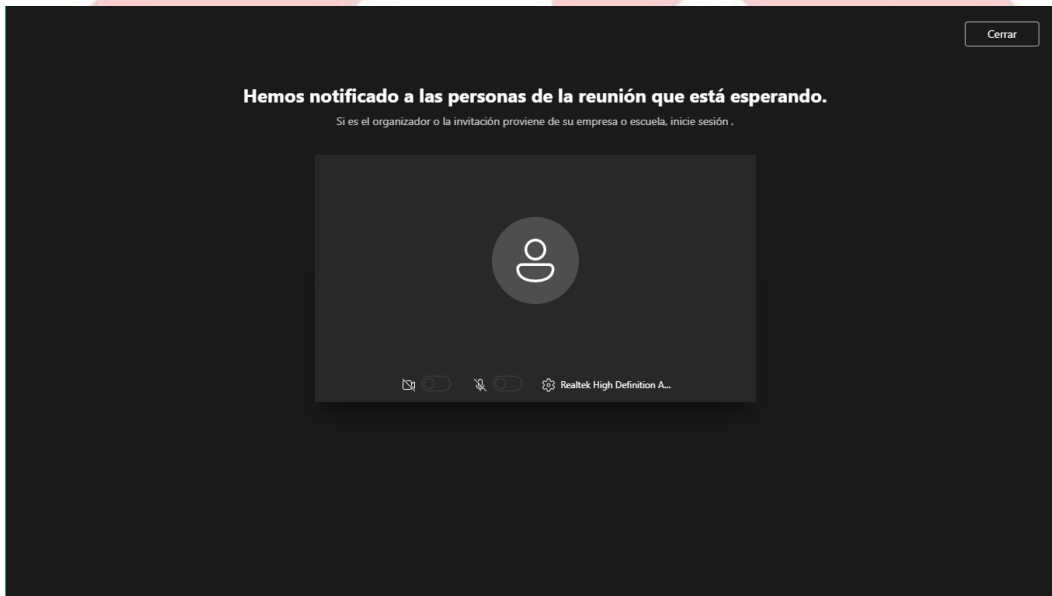 Cerrar
Hemos notificado a las personas de la reunión que está esperando.
Si es el organizador o la invitación proviene de su empresa o escuela, inicie sesión .
Realtek High Definition A...